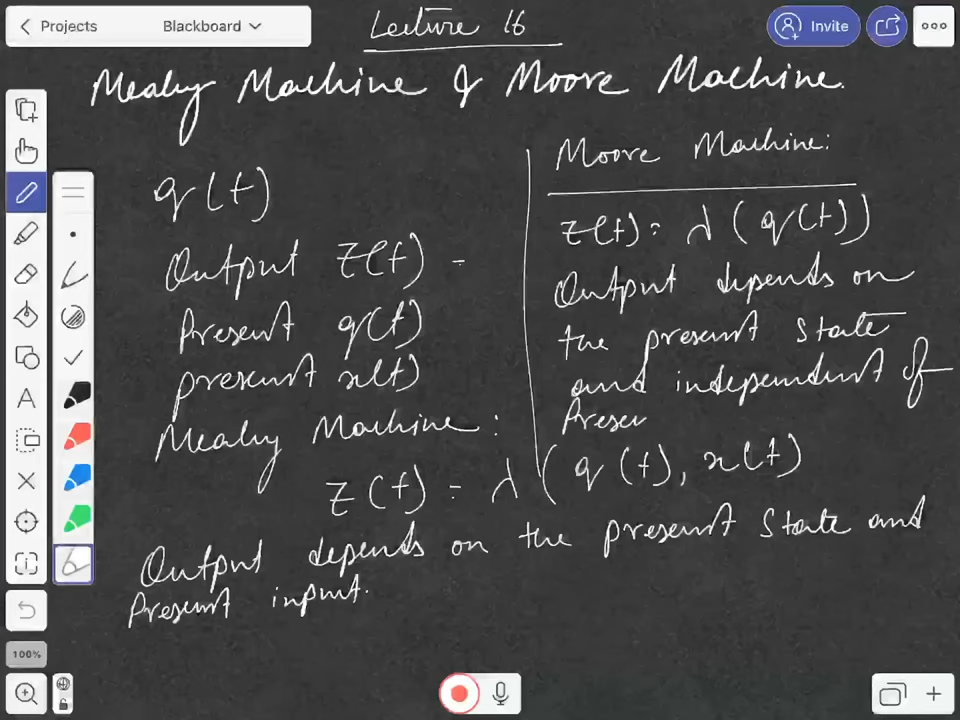 Projects
Blackboard
Invite
Lecture 16
Mealy Machine & Moore Machine.
q(t)
Output z(t) -
Present q(t)
present x(t)
Mealy Machine :
z(t) = λ (q(t), x(t)
Output depends on the present state and
Present input.
Moore Machine:
z(t) = λ (q(t))
Output depends on
the present state
and independent of
Presen
A
100%